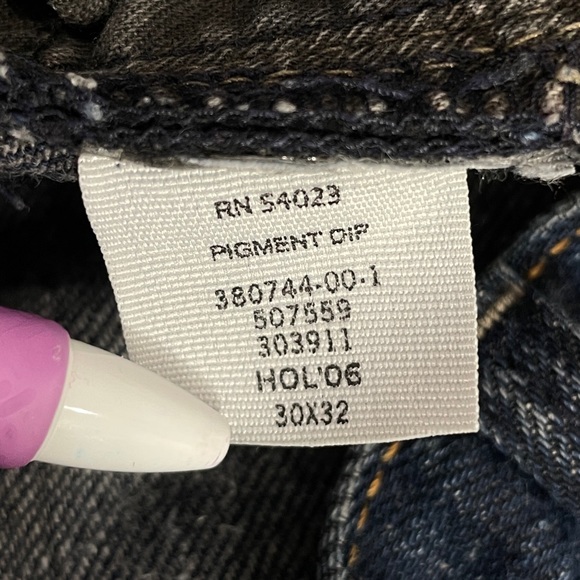 RN 54023
PIGMENT DIP
380744-00-1
507559
303911
HOL'06
30X32